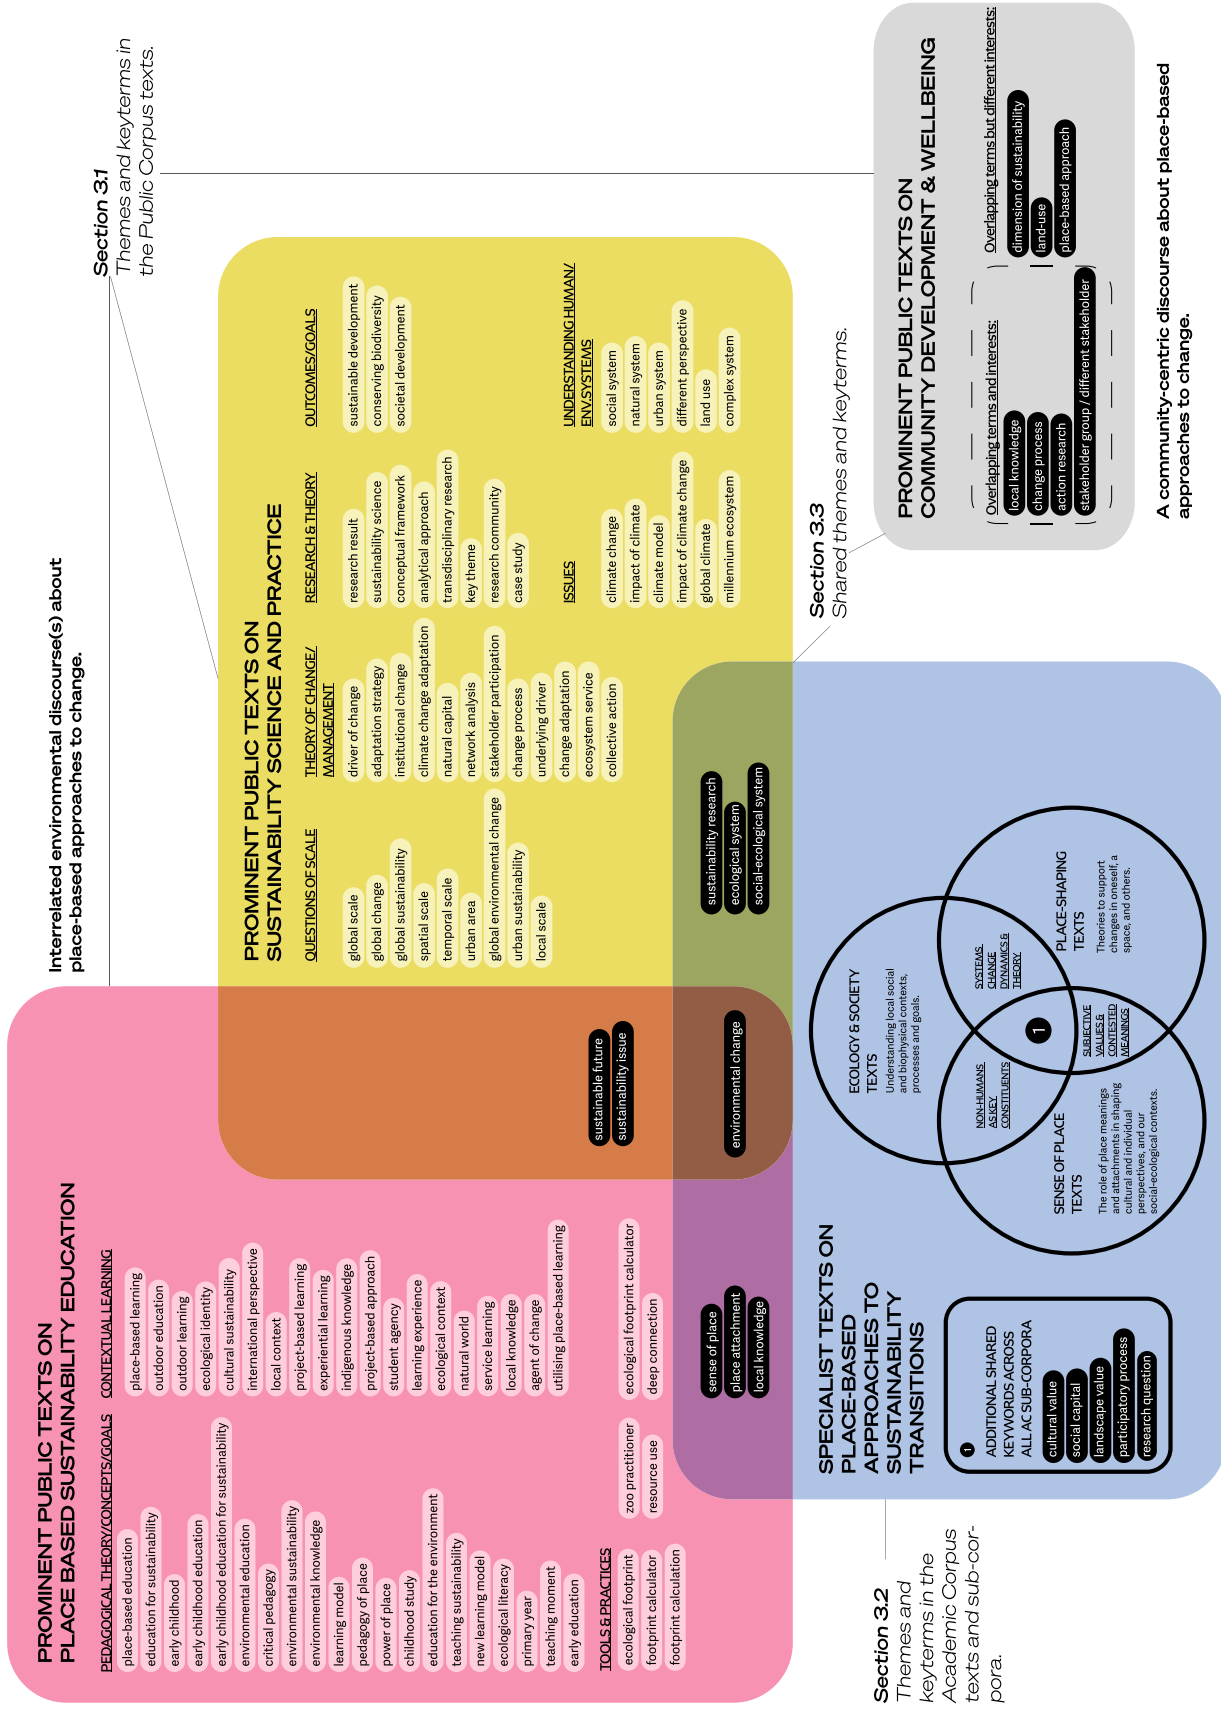 Interrelated environmental discourse(s) about
place-based approaches to change.
Section 3.1
Themes and keyterms in
the Public Corpus texts.
PROMINENT PUBLIC TEXTS ON
PLACE BASED SUSTAINABILITY EDUCATION
PEDAGOGICAL THEORY/CONCEPTS/GOALS
place-based education
education for sustainability
early childhood
early childhood education
early childhood education for sustainability
environmental education
critical pedagogy
environmental sustainability
environmental knowledge
learning model
pedagogy of place
power of place
childhood study
education for the environment
teaching sustainability
new learning model
ecological literacy
primary year
teaching moment
early education
CONTEXTUAL LEARNING
place-based learning
outdoor education
outdoor learning
ecological identity
cultural sustainability
international perspective
local context
project-based learning
experiential learning
indigenous knowledge
project-based approach
student agency
learning experience
ecological context
natural world
service learning
local knowledge
agent of change
utilising place-based learning
TOOLS & PRACTICES
ecological footprint
footprint calculator
footprint calculation
zoo practitioner
resource use
ecological footprint calculator
deep connection
sustainable future
sustainability issue
environmental change
sense of place
place attachment
local knowledge
PROMINENT PUBLIC TEXTS ON
SUSTAINABILITY SCIENCE AND PRACTICE
QUESTIONS OF SCALE
global scale
global change
global sustainability
spatial scale
temporal scale
urban area
global environmental change
urban sustainability
local scale
THEORY OF CHANGE/
MANAGEMENT
driver of change
adaptation strategy
institutional change
climate change adaptation
natural capital
network analysis
stakeholder participation
change process
underlying driver
change adaptation
ecosystem service
collective action
RESEARCH & THEORY
research result
sustainability science
conceptual framework
analytical approach
transdisciplinary research
key theme
research community
case study
OUTCOMES/GOALS
sustainable development
conserving biodiversity
societal development
ISSUES
climate change
impact of climate
climate model
impact of climate change
global climate
millennium ecosystem
UNDERSTANDING HUMAN/
ENV.SYSTEMS
social system
natural system
urban system
different perspective
land use
complex system
sustainability research
ecological system
social-ecological system
Section 3.3
Shared themes and keyterms.
Section 3.2
Themes and
keyterms in the
Academic Corpus
texts and sub-cor-
pora.
SPECIALIST TEXTS ON
PLACE-BASED
APPROACHES TO
SUSTAINABILITY
TRANSITIONS
1
ADDITIONAL SHARED
KEYWORDS ACROSS
ALL AC SUB-CORPORA
cultural value
social capital
landscape value
participatory process
research question
ECOLOGY & SOCIETY
TEXTS
Understanding local social
and biophysical contexts,
processes and goals.
NON-HUMANS
AS KEY
CONSTITUENTS
SYSTEMS
CHANGE
DYNAMICS &
THEORY
1
SENSE OF PLACE
TEXTS
The role of place meanings
and attachments in shaping
cultural and individual
perspectives, and our
social-ecological contexts.
SUBJECTIVE
VALUES &
CONTESTED
MEANINGS
PLACE-SHAPING
TEXTS
Theories to support
changes in oneself, a
space, and others.
PROMINENT PUBLIC TEXTS ON
COMMUNITY DEVELOPMENT & WELLBEING
Overlapping terms and interests:
local knowledge
change process
action research
stakeholder group / different stakeholder
Overlapping terms but different interests:
dimension of sustainability
land-use
place-based approach
A community-centric discourse about place-based
approaches to change.